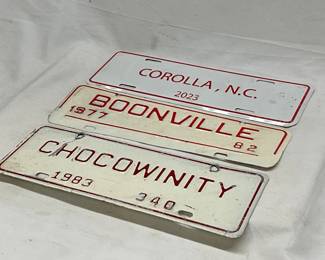 COROLLA, N.C.
2023
BOONVILLE
1977 82
CHOCOWINITY
1983 340